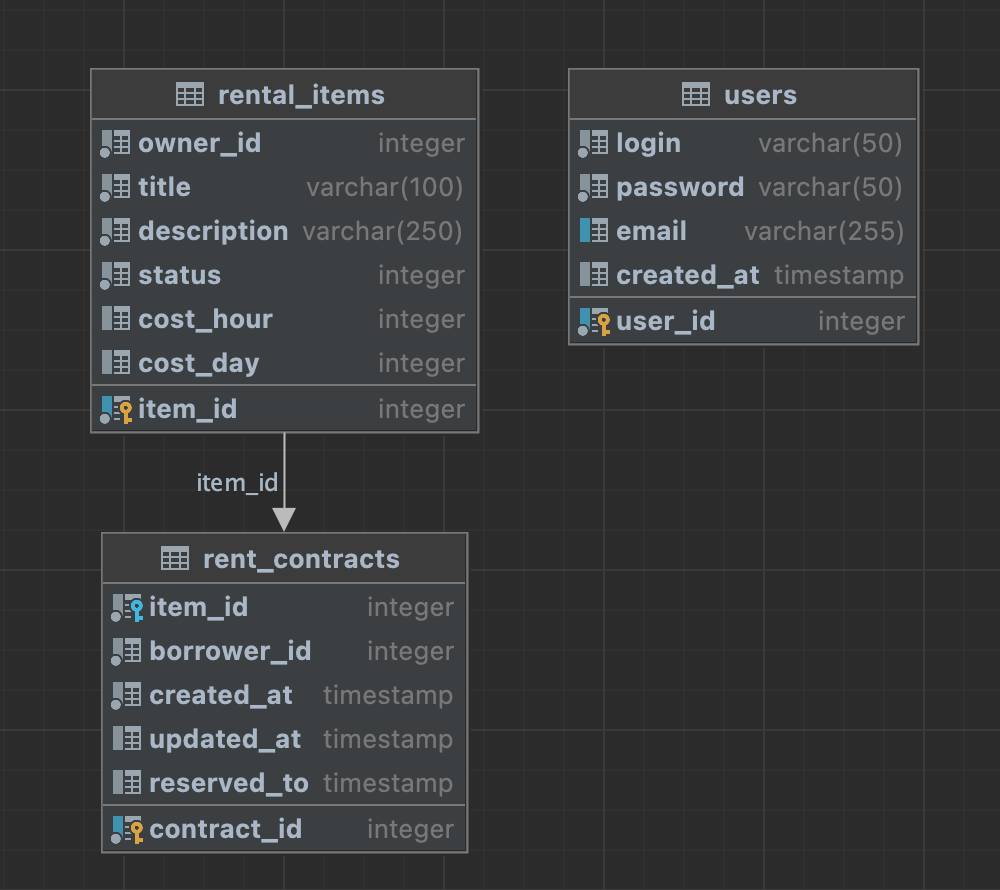 rental_items
owner_id integer
title varchar(100)
description varchar(250)
status integer
cost_hour integer
cost_day integer
item_id integer
users
login varchar(50)
password varchar(50)
email varchar(255)
created_at timestamp
user_id integer
item_id
rent_contracts
item_id integer
borrower_id integer
created_at timestamp
updated_at timestamp
reserved_to timestamp
contract_id integer